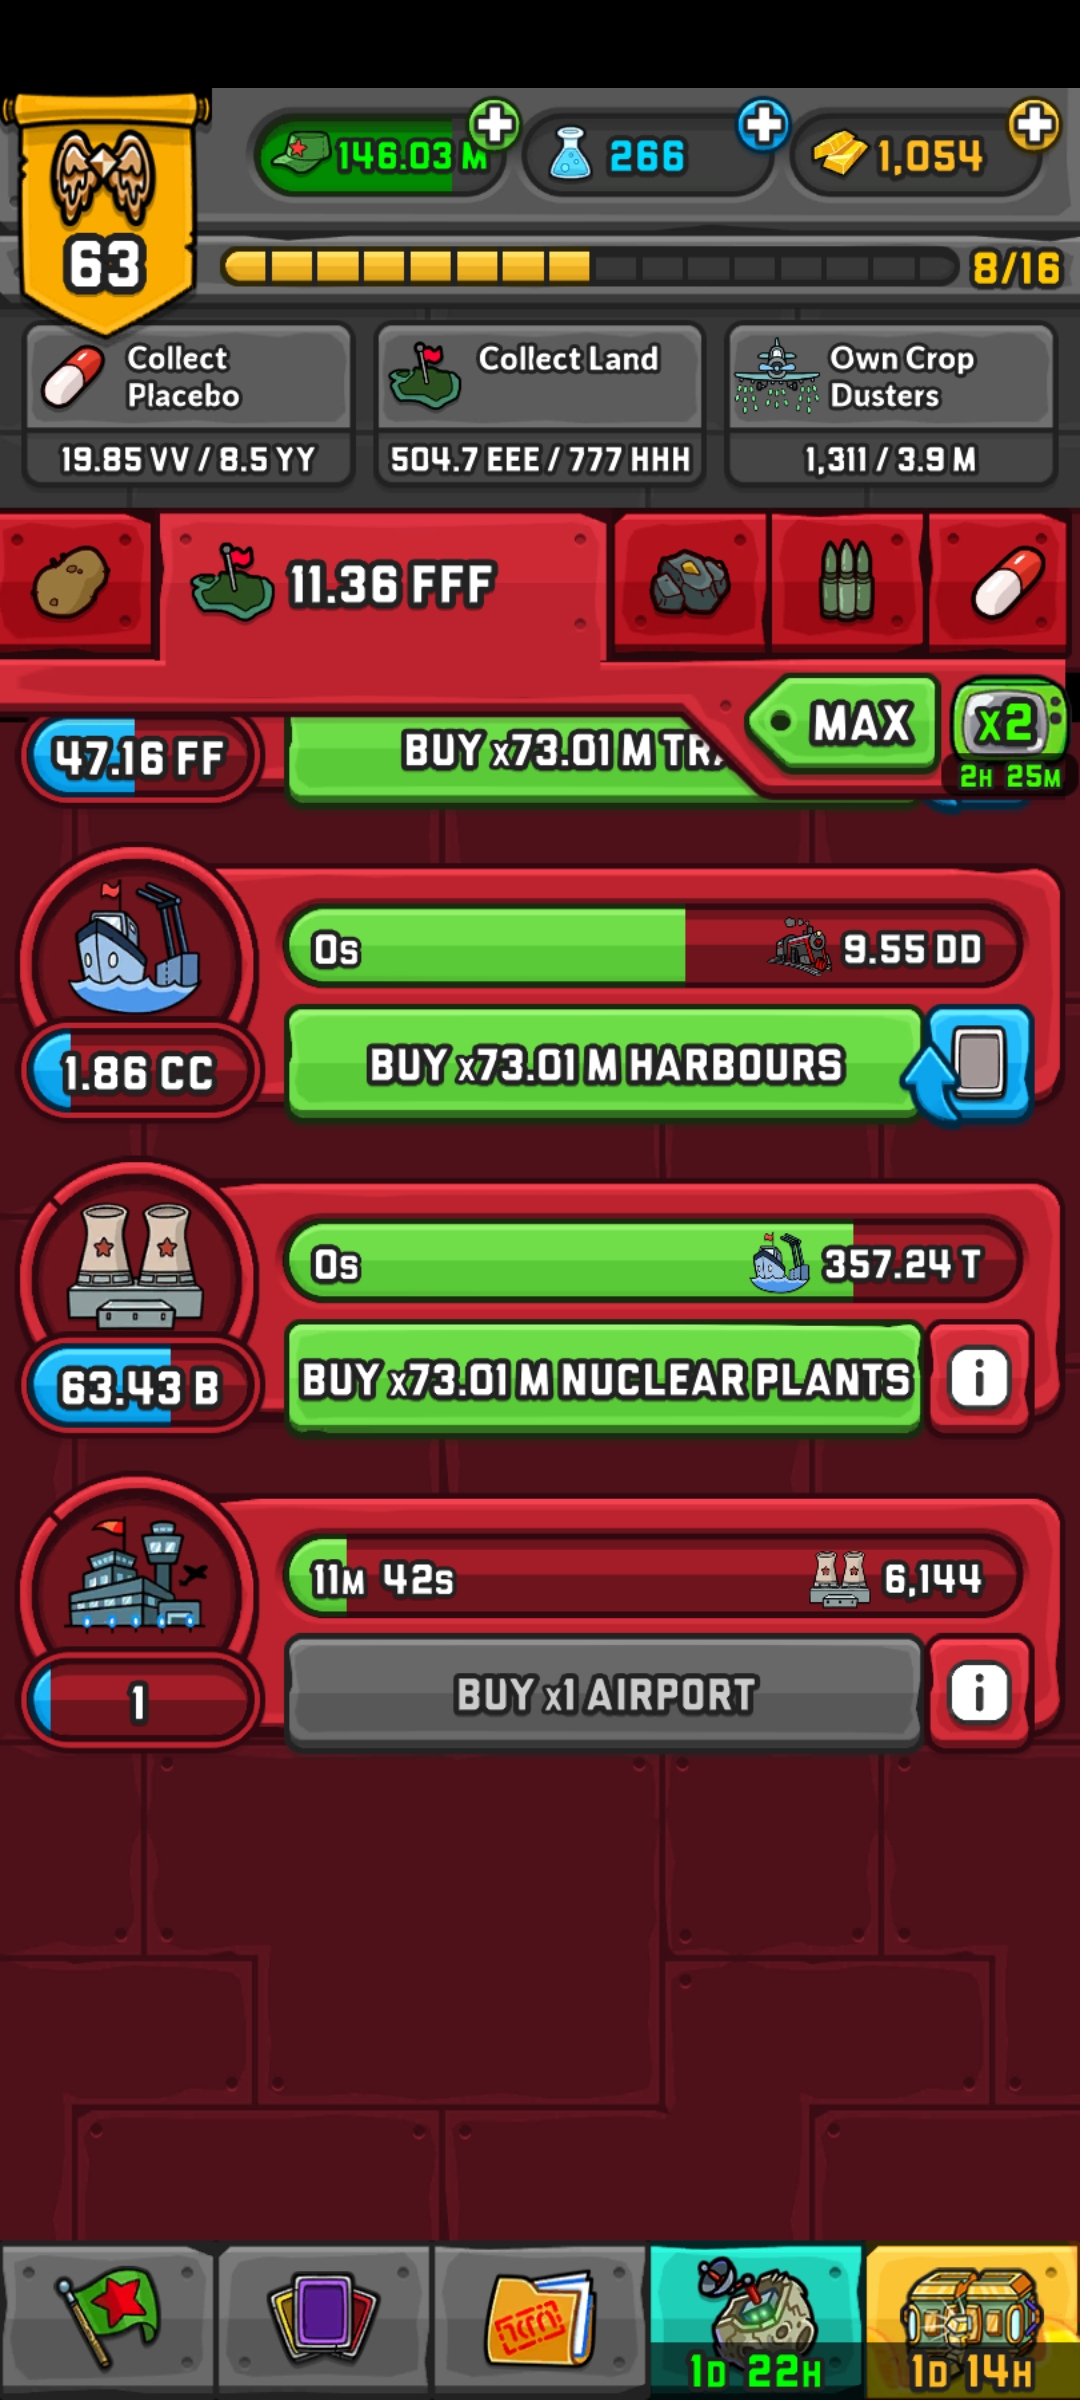 146.03 M
266
1,054
63
8/16
Collect
Placebo
19.85 VV / 8.5 YY
Collect Land
504.7 EEE / 777 HHH
Own Crop
Dusters
1,311 / 3.9 M
11.36 FFF
MAX
x2
2H 25M
47.16 FF
BUY x73.01 M
0s
9.55 DD
1.86 CC
BUY x73.01 M HARBOURS
0s
357.24 T
63.43 B
BUY x73.01 M NUCLEAR PLANTS
i
11M 42s
6,144
1
BUY x1 AIRPORT
i
1D 22H
1D 14H